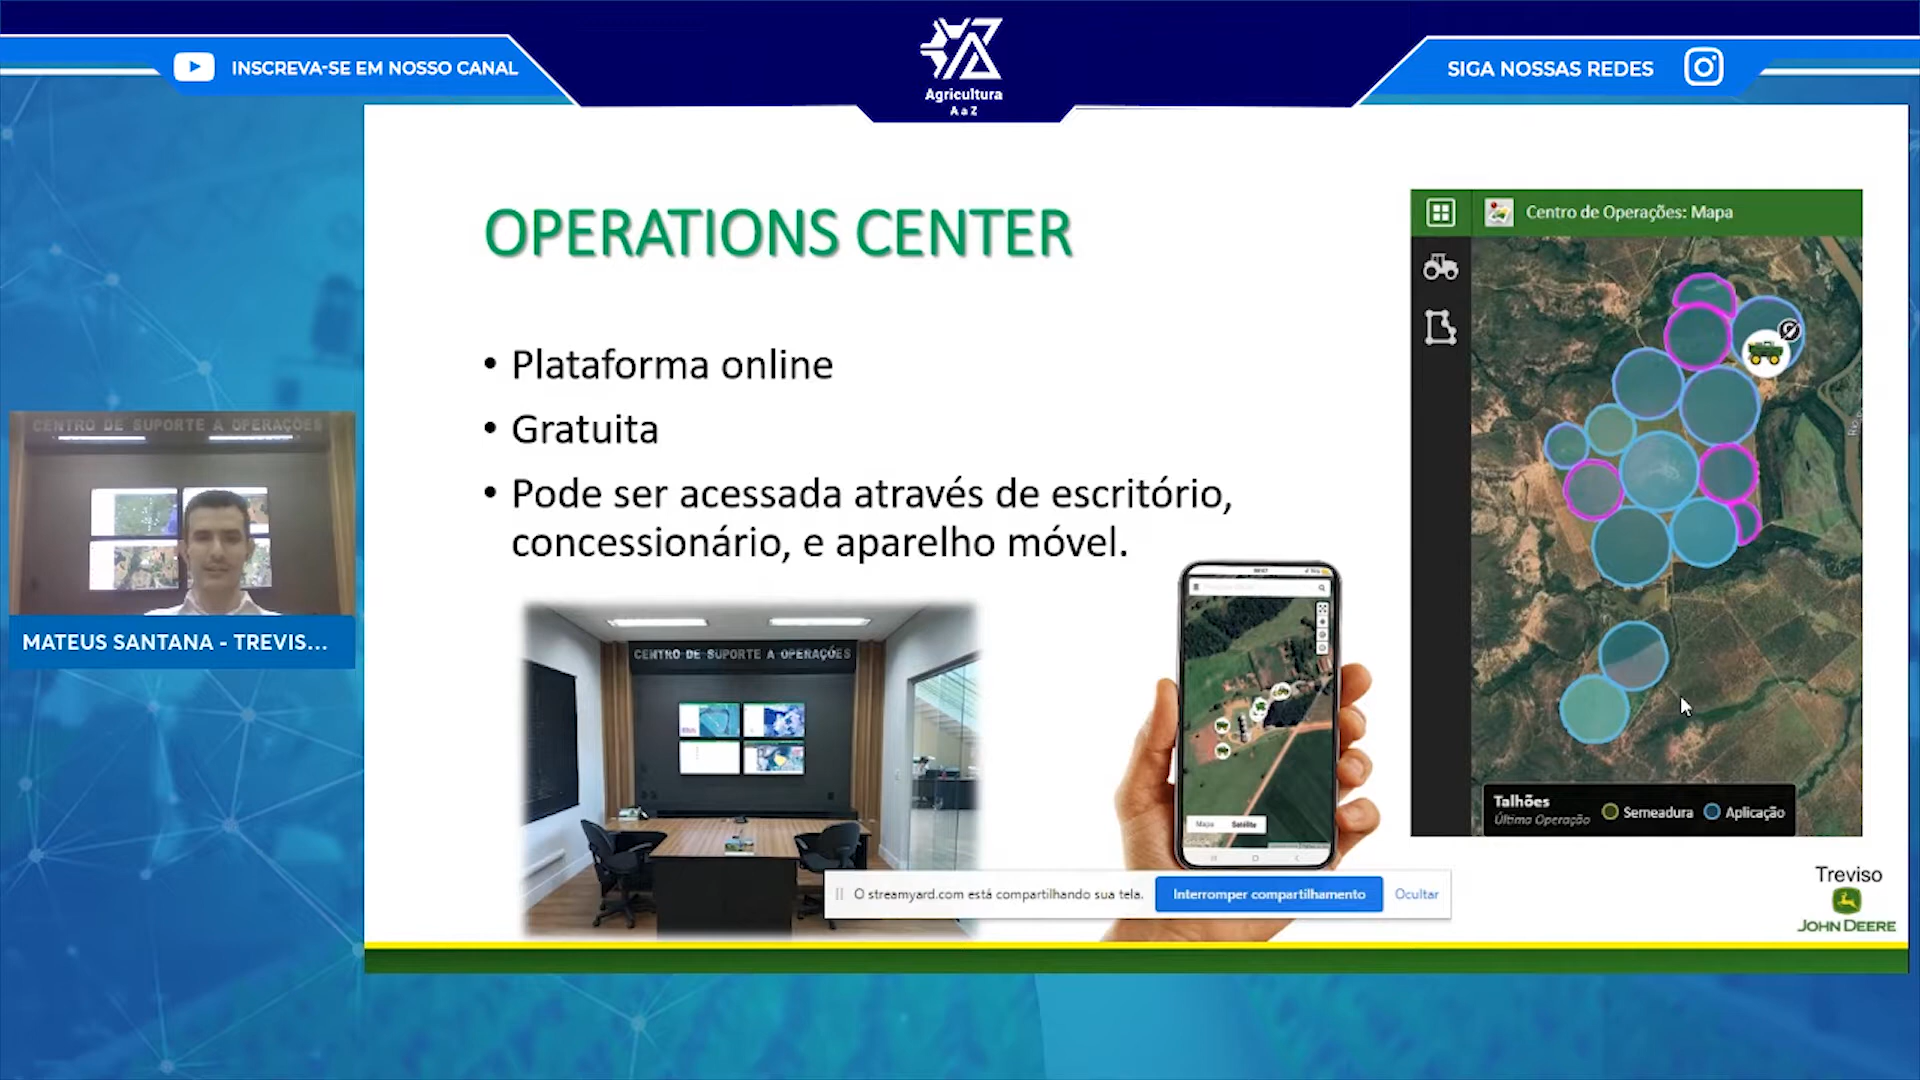 INSCREVA-SE EM NOSSO CANAL
Agricultura
A a Z
SIGA NOSSAS REDES
OPERATIONS CENTER
• Plataforma online
• Gratuita
• Pode ser acessada através de escritório,
concessionário, e aparelho móvel.
Centro de Operações: Mapa
CENTRO DE SUPORTE A OPERAÇÕES
MATEUS SANTANA - TREVIS...
CENTRO DE SUPORTE A OPERAÇÕES
Mapa Satélite
Talhões
Última Operação
Semeadura
Aplicação
O streamyard.com está compartilhando sua tela.
Interromper compartilhamento
Ocultar
Treviso
JOHN DEERE